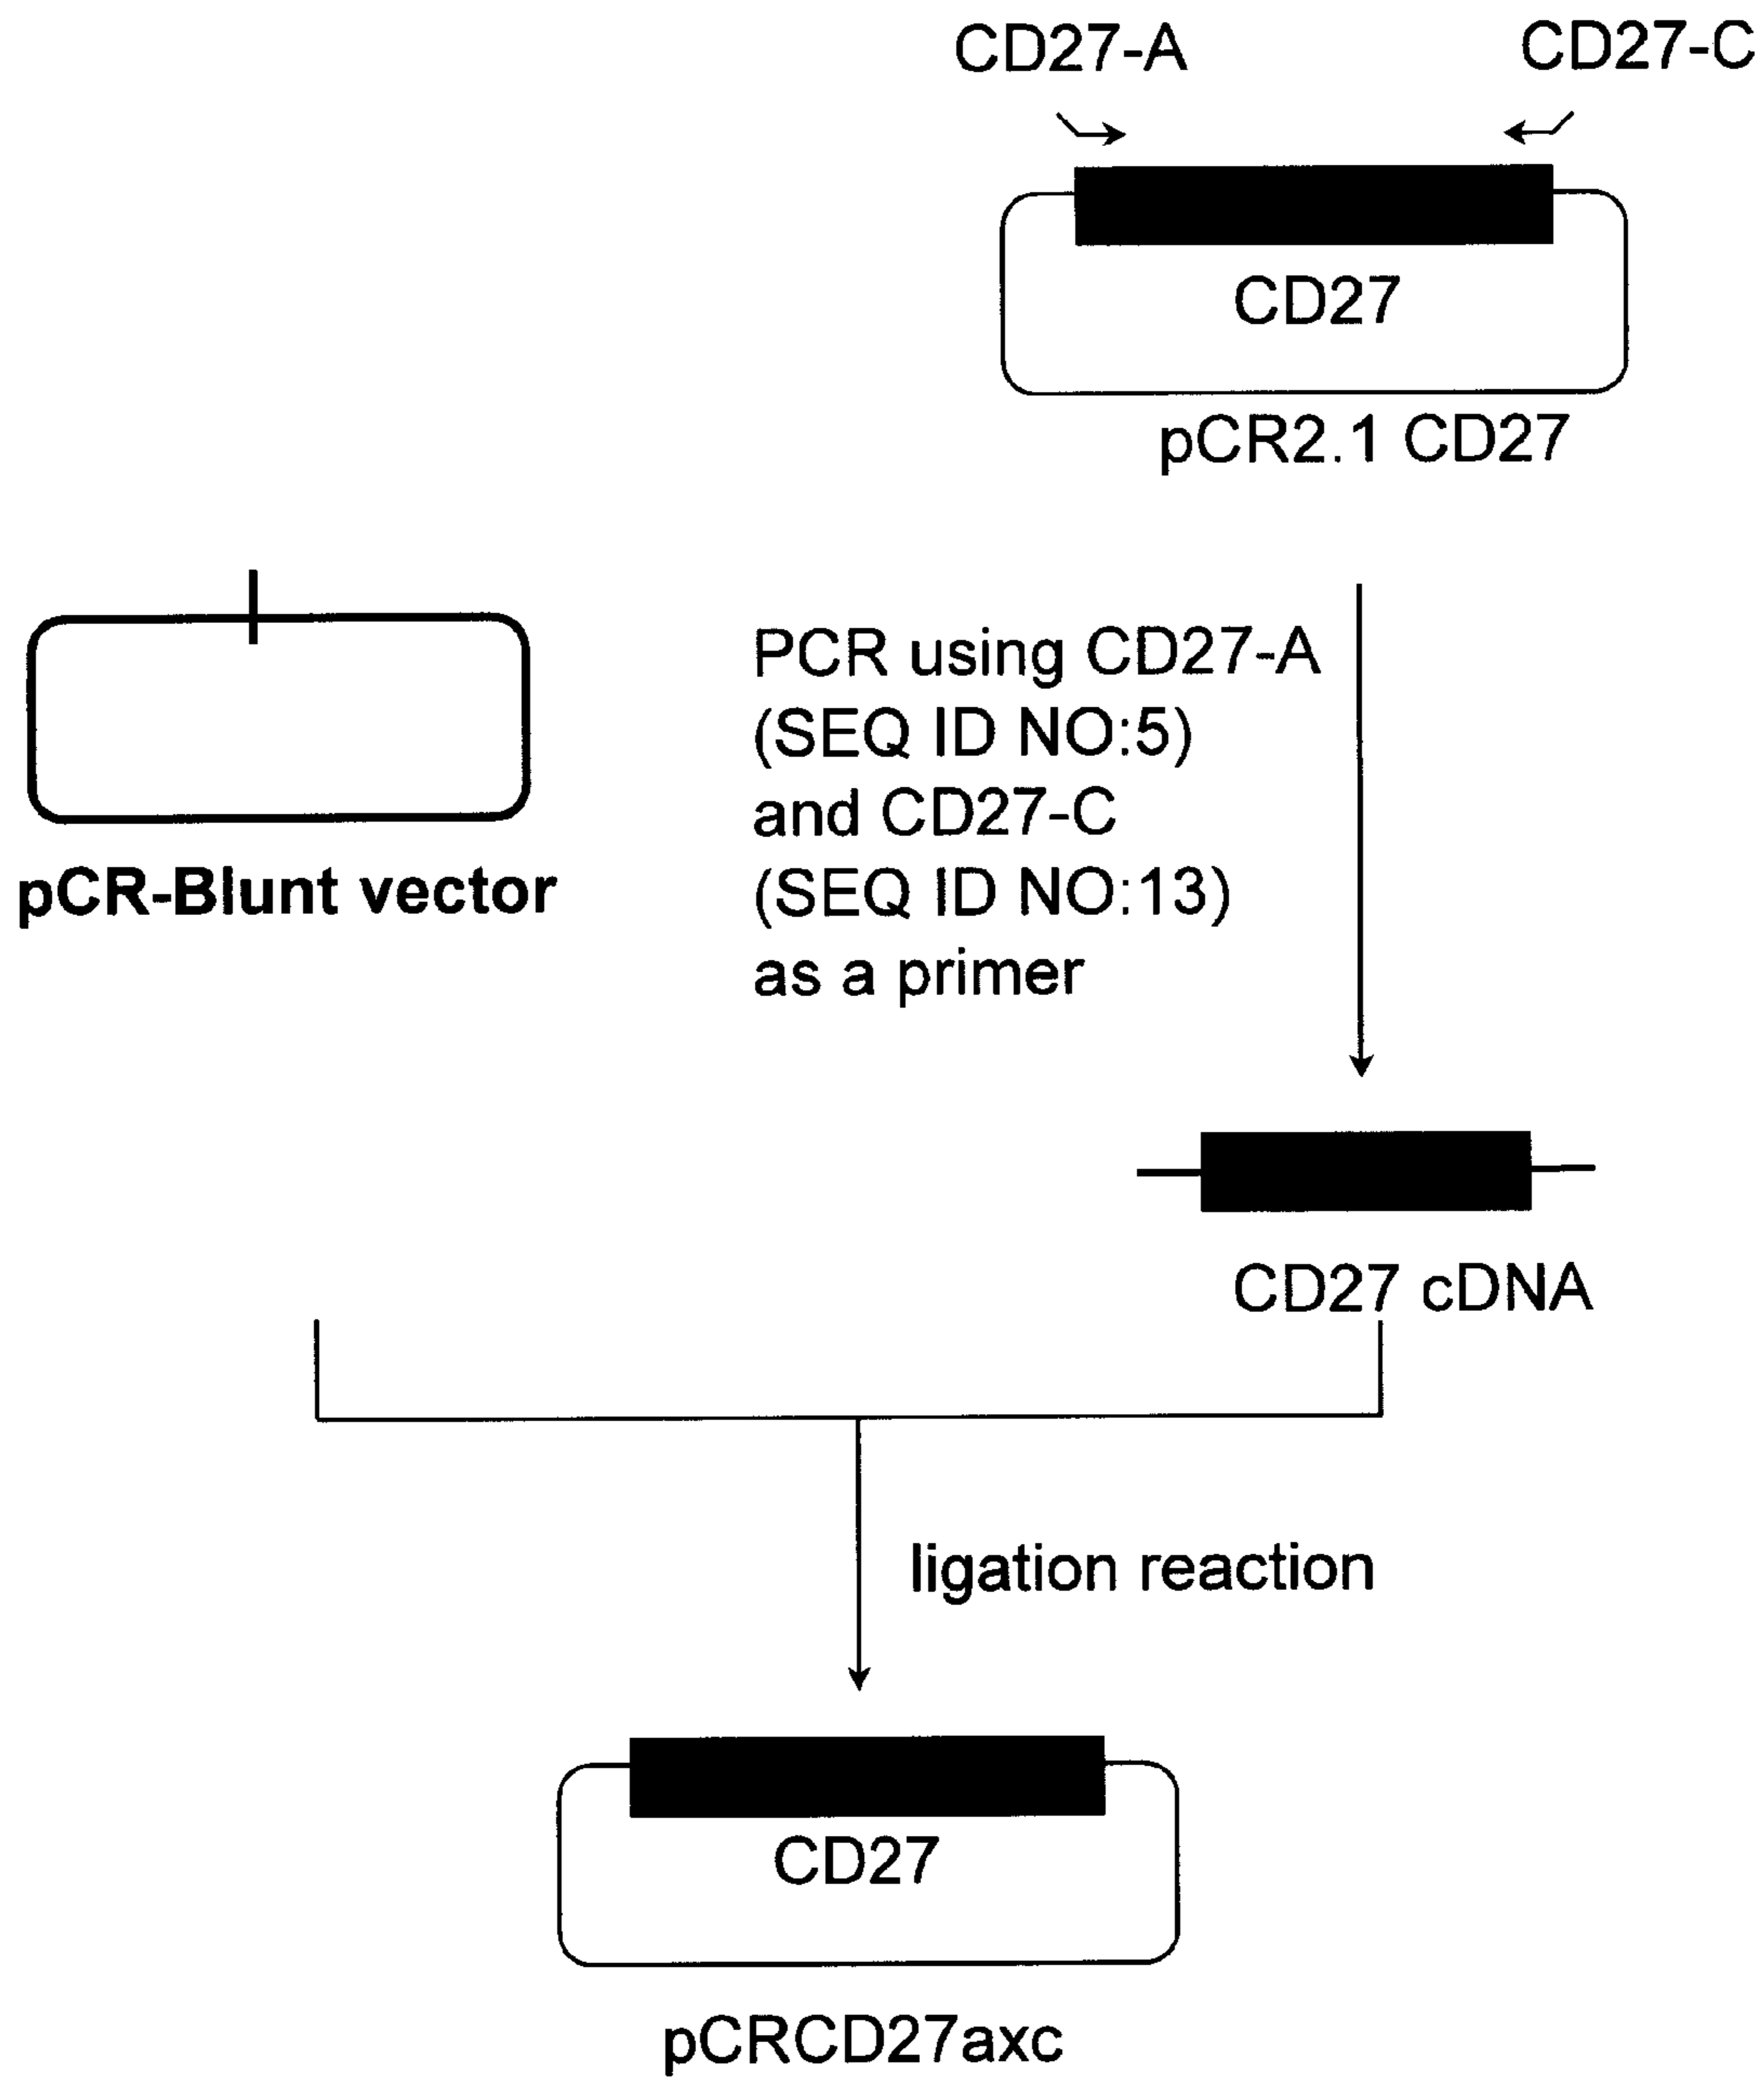 CD27-A
CD27-C
CD27
pCR2.1 CD27
pCR-Blunt vector
PCR using CD27-A
(SEQ ID NO:5)
and CD27-C
(SEQ ID NO:13)
as a primer
CD27 cDNA
ligation reaction
CD27
pCRCD27axc